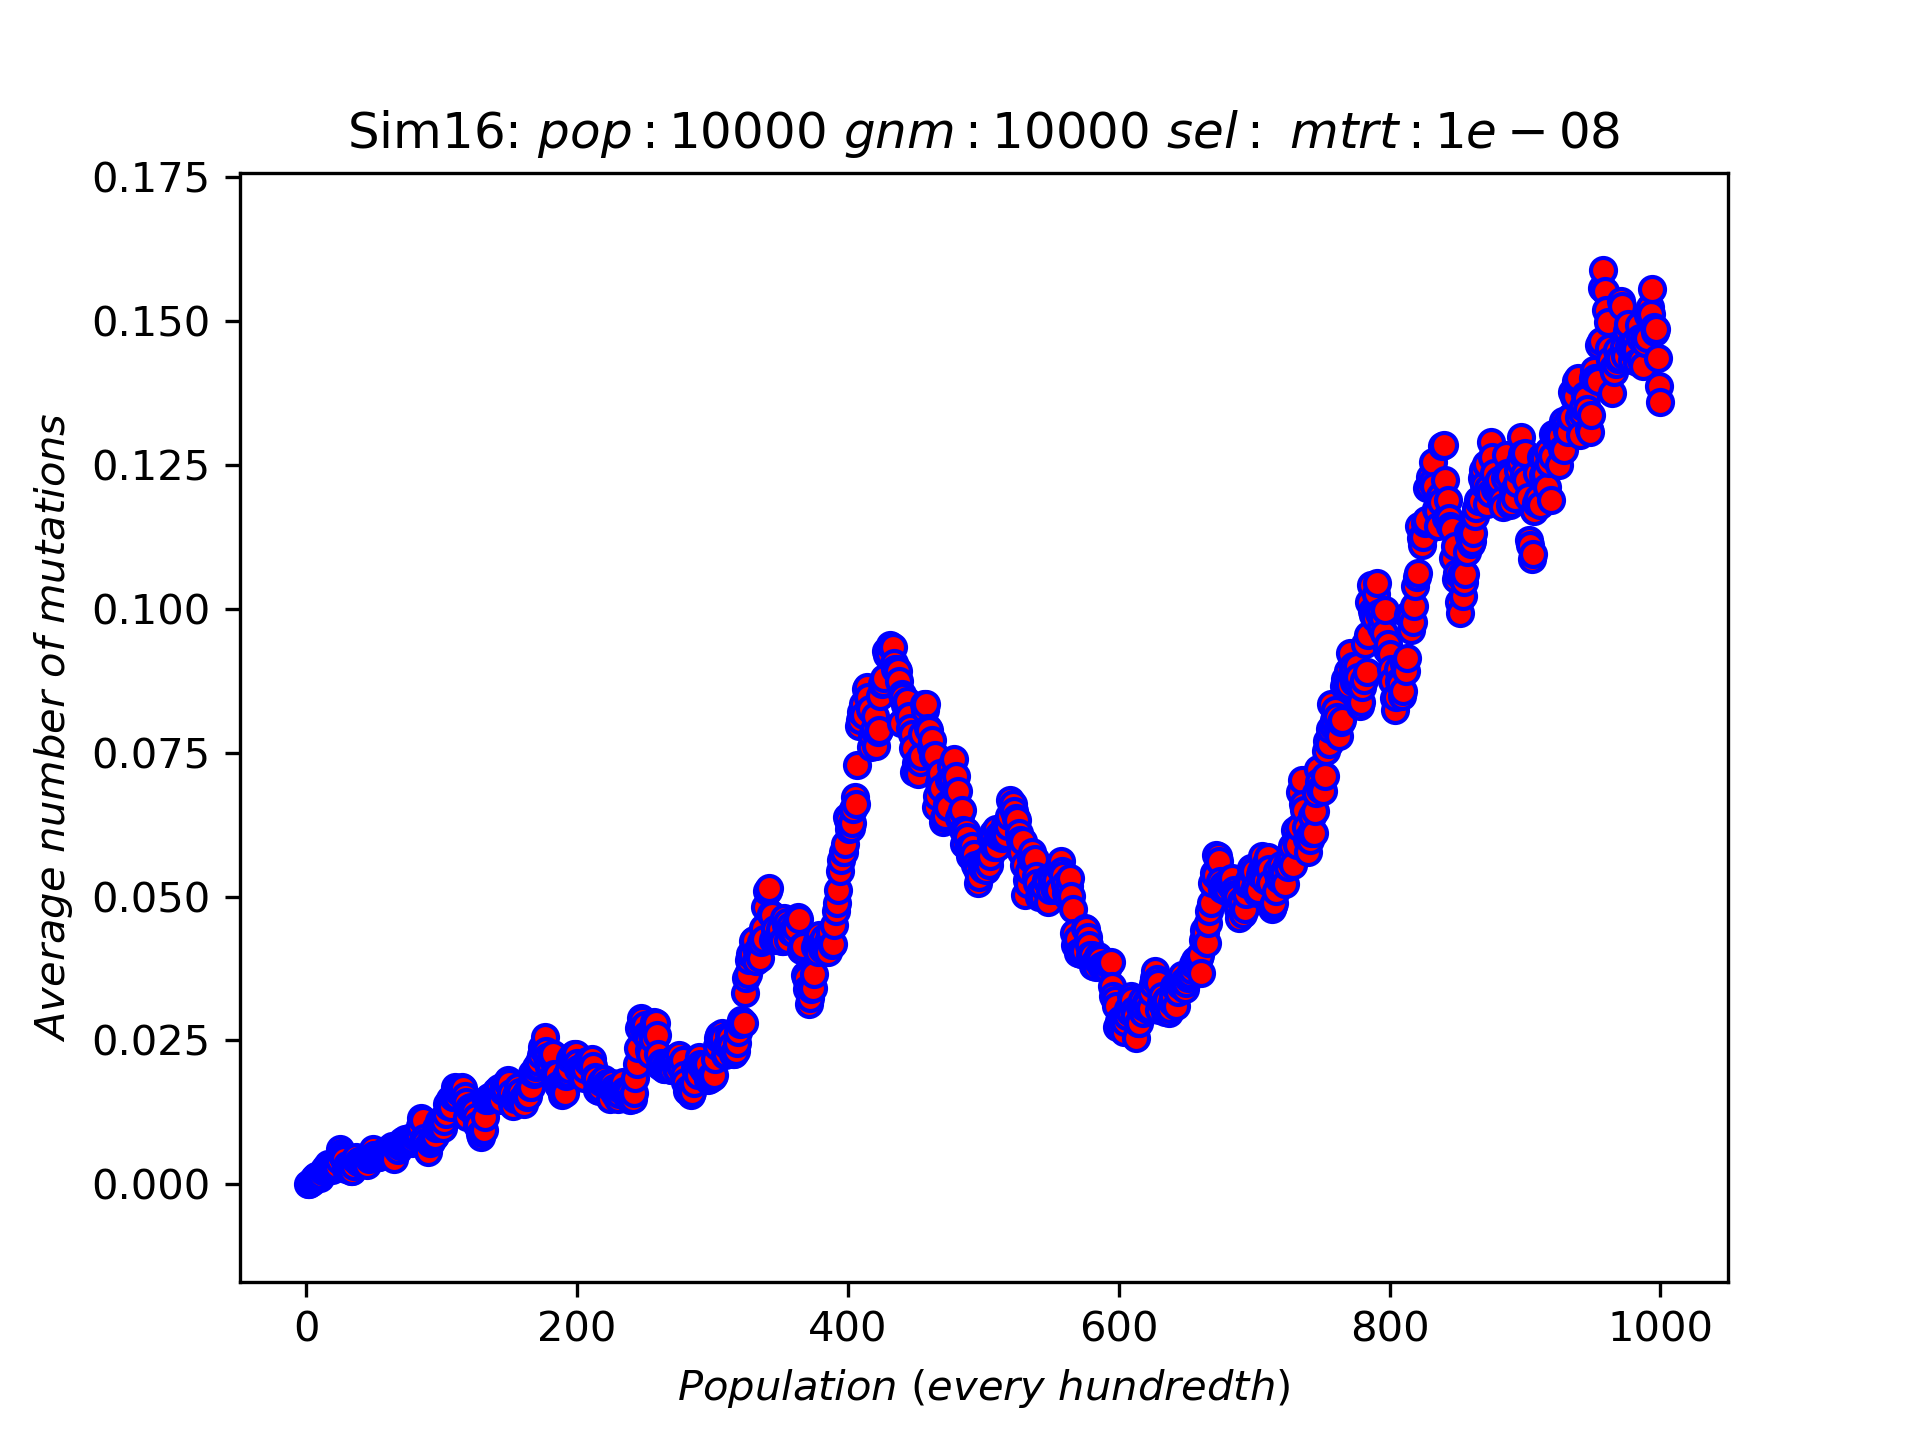 Sim16: pop : 10000 gnm : 10000 sel : mtrt : 1e − 08
0.175
0.150
0.125
0.100
0.075
0.050
0.025
0.000
Average number of mutations
0 200 400 600 800 1000
Population (every hundredth)